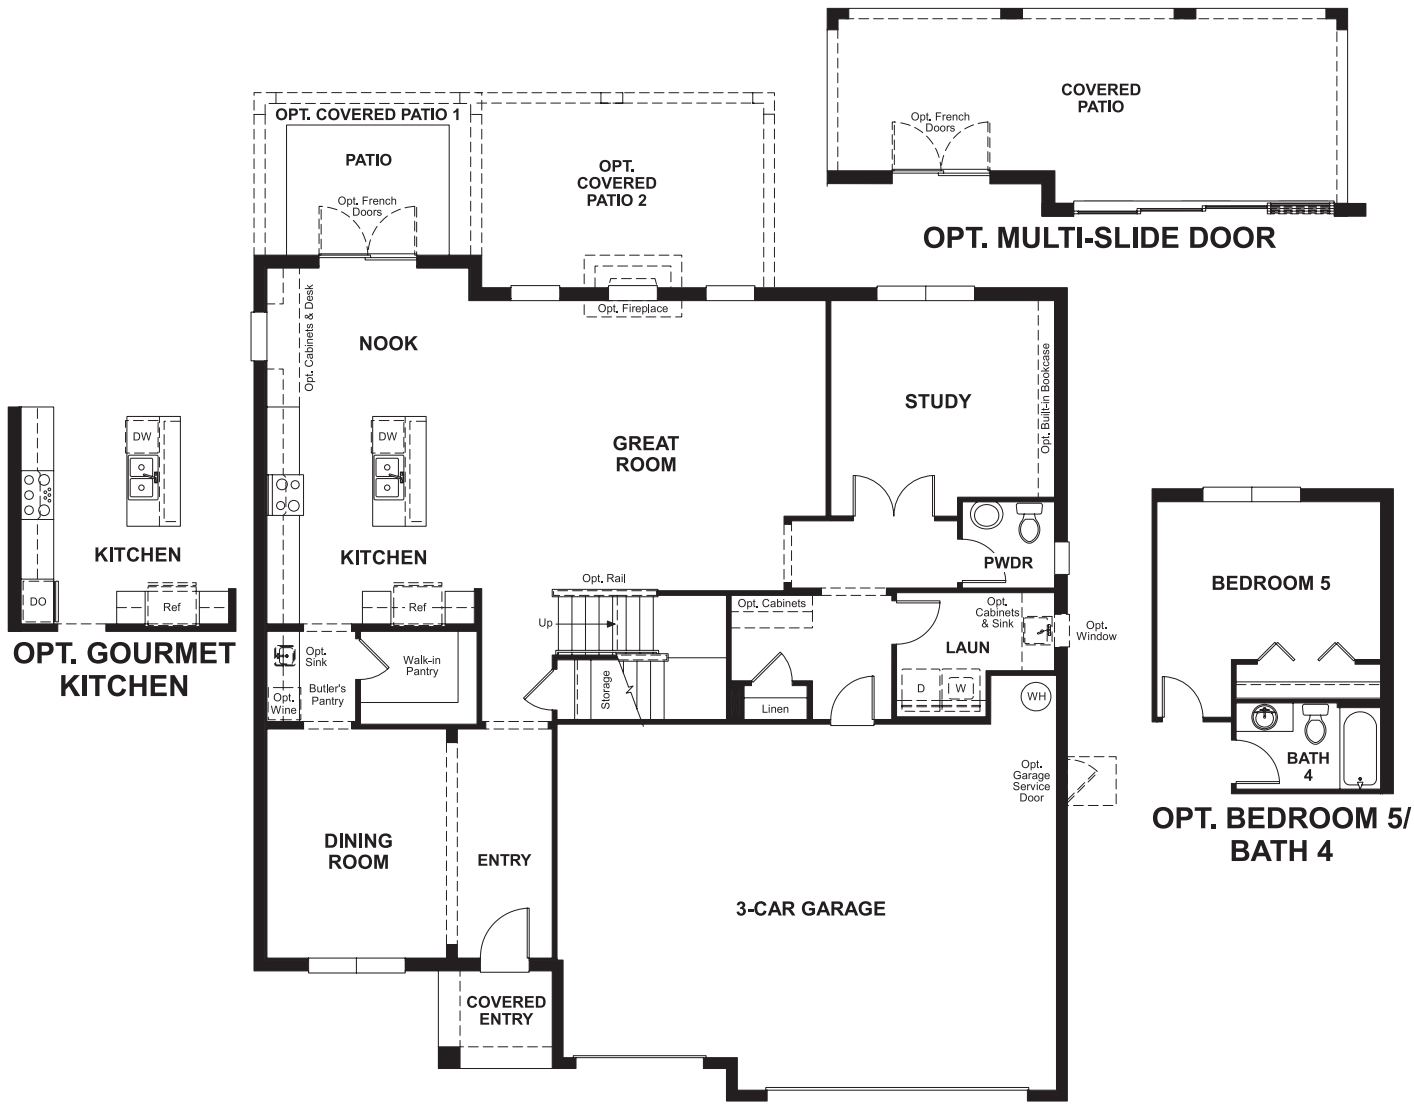 COVERED
PATIO
Opt. French
Doors
OPT. MULTI-SLIDE DOOR
OPT. COVERED PATIO 1
PATIO
Opt. French
Doors
OPT.
COVERED
PATIO 2
Opt. Fireplace
Opt. Cabinets & Desk
NOOK
STUDY
Opt. Built-in Bookcase
GREAT
ROOM
DW
KITCHEN
Ref
DW
KITCHEN
DO
Ref
OPT. GOURMET
KITCHEN
PWDR
Opt. Rail
Up
Storage
Opt. Cabinets
Opt.
Cabinets
& Sink
Opt.
Window
LAUN
D
W
WH
Linen
Opt.
Sink
Butler's
Pantry
Opt.
Wine
Walk-in
Pantry
Opt.
Garage
Service
Door
DINING
ROOM
ENTRY
3-CAR GARAGE
COVERED
ENTRY
BEDROOM 5
BATH
4
OPT. BEDROOM 5/
BATH 4